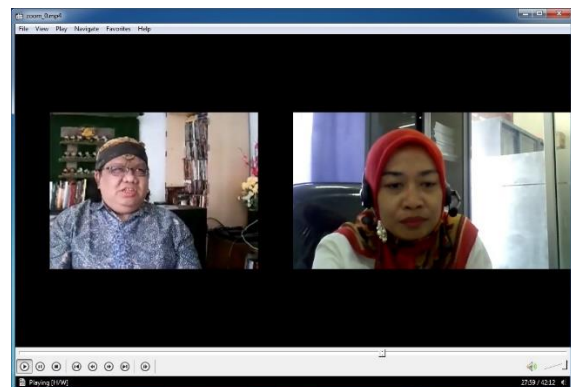 zoom_0.mp4
File View Play Navigate Favorites Help
Playing [H/W]
27:59 / 42:12